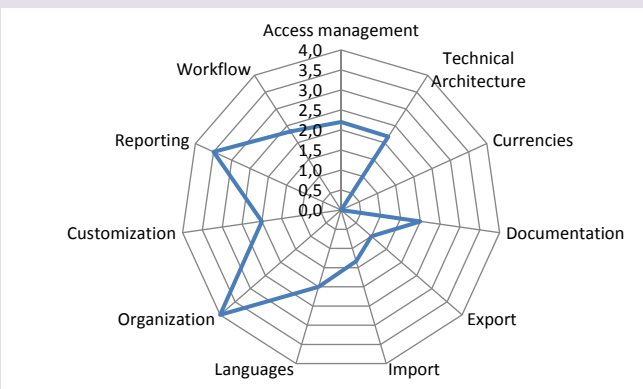 Access management
Technical
Architecture
Currencies
Documentation
Export
Import
Languages
Organization
Customization
Reporting
Workflow
4,0
3,5
3,0
2,5
2,0
1,5
1,0
0,5
0,0